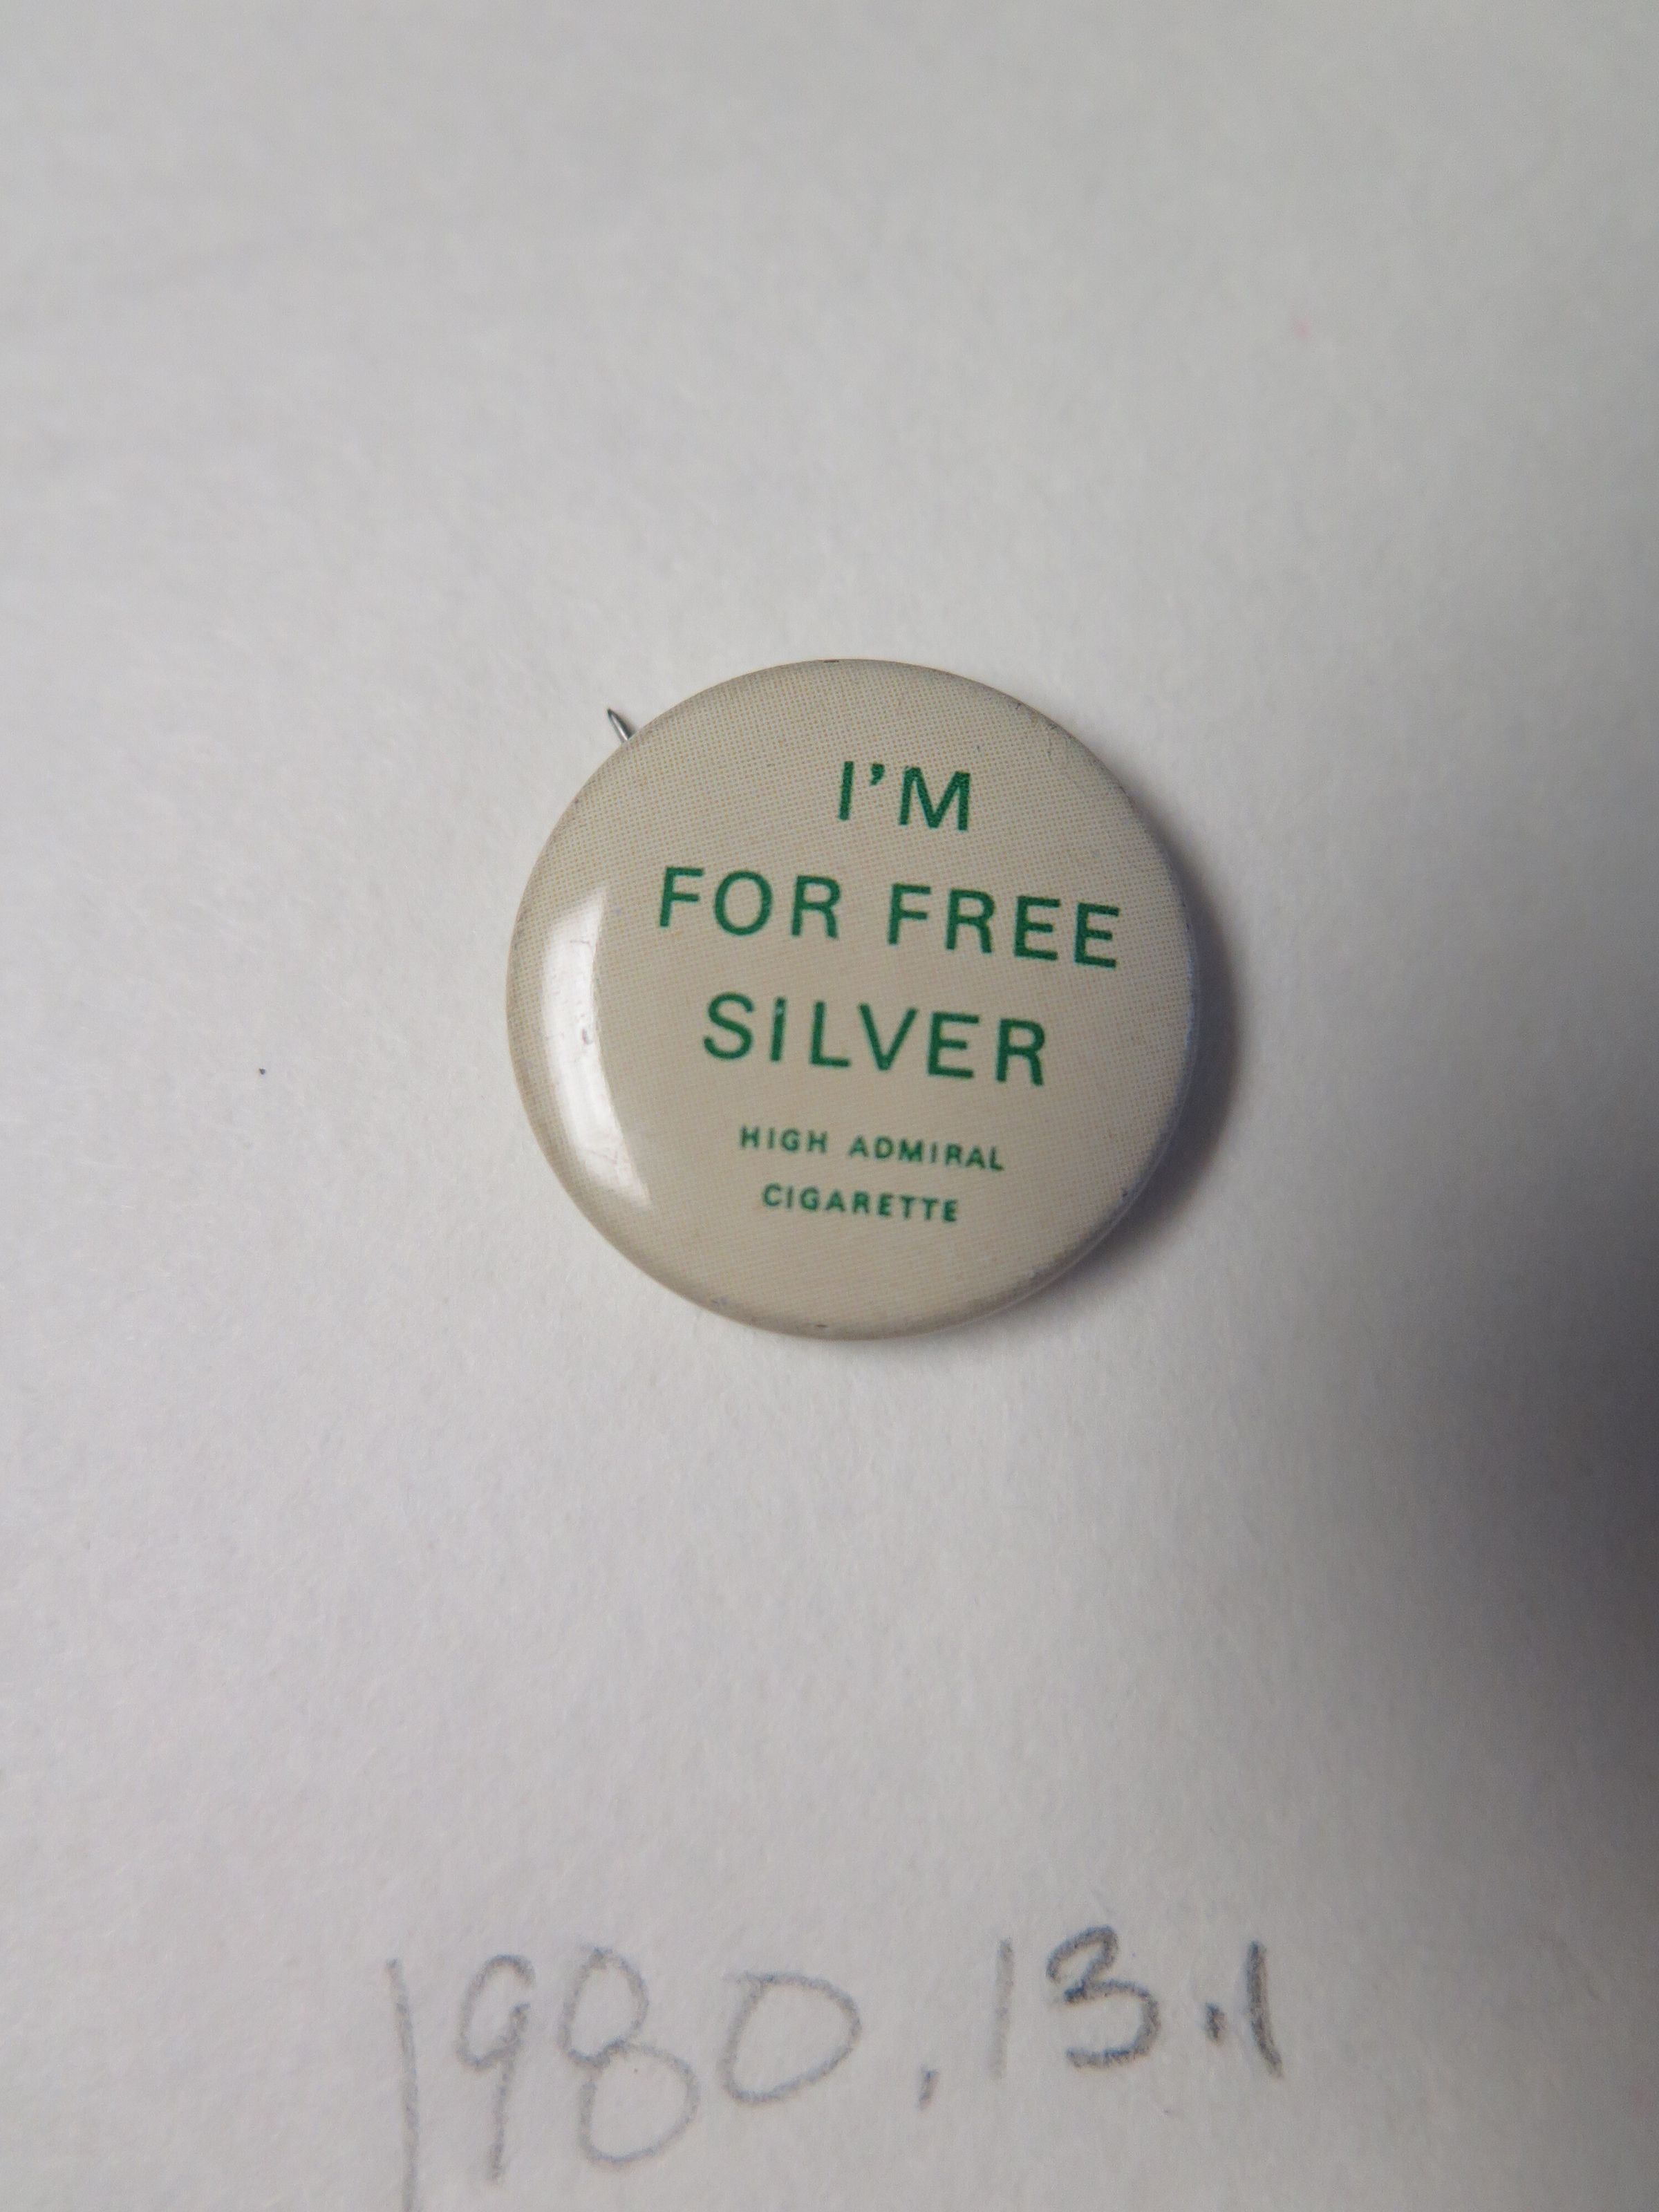 I'M
FOR FREE
SILVER
HIGH ADMIRAL
CIGARETTE
1980.13.1